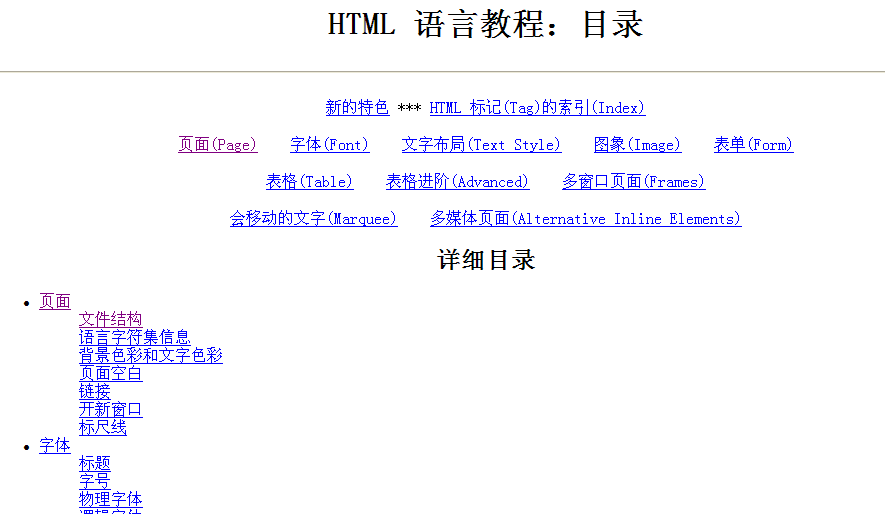 HTML 语言教程：目录
新的特色 *** HTML 标记(Tag)的索引(Index)
页面(Page) 字体(Font) 文字布局(Text Style) 图象(Image) 表单(Form)
表格(Table) 表格进阶(Advanced) 多窗口页面(Frames)
会移动的文字(Marquee) 多媒体页面(Alternative Inline Elements)
详细目录
页面
文件结构
语言字符集信息
背景色彩和文字色彩
页面空白
链接
开新窗口
标尺线
字体
标题
字号
物理字体
逻辑字体